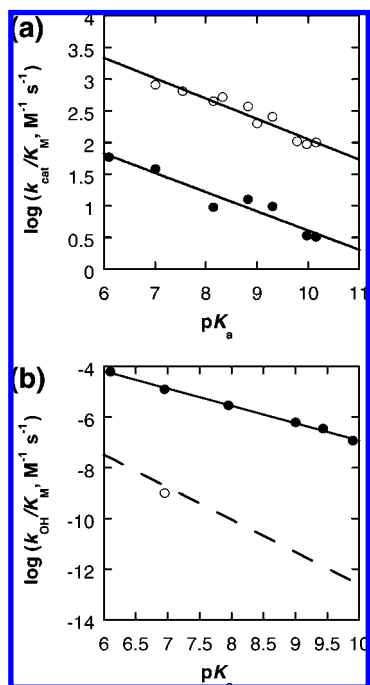 (a)
log (kcat/KM, M⁻¹ s⁻¹)
4
3.5
3
2.5
2
1.5
1
0.5
0
6 7 8 9 10 11
pKa
(b)
log (kOH/KM, M⁻¹ s⁻¹)
-4
-6
-8
-10
-12
-14
6 6.5 7 7.5 8 8.5 9 9.5 10
pKa